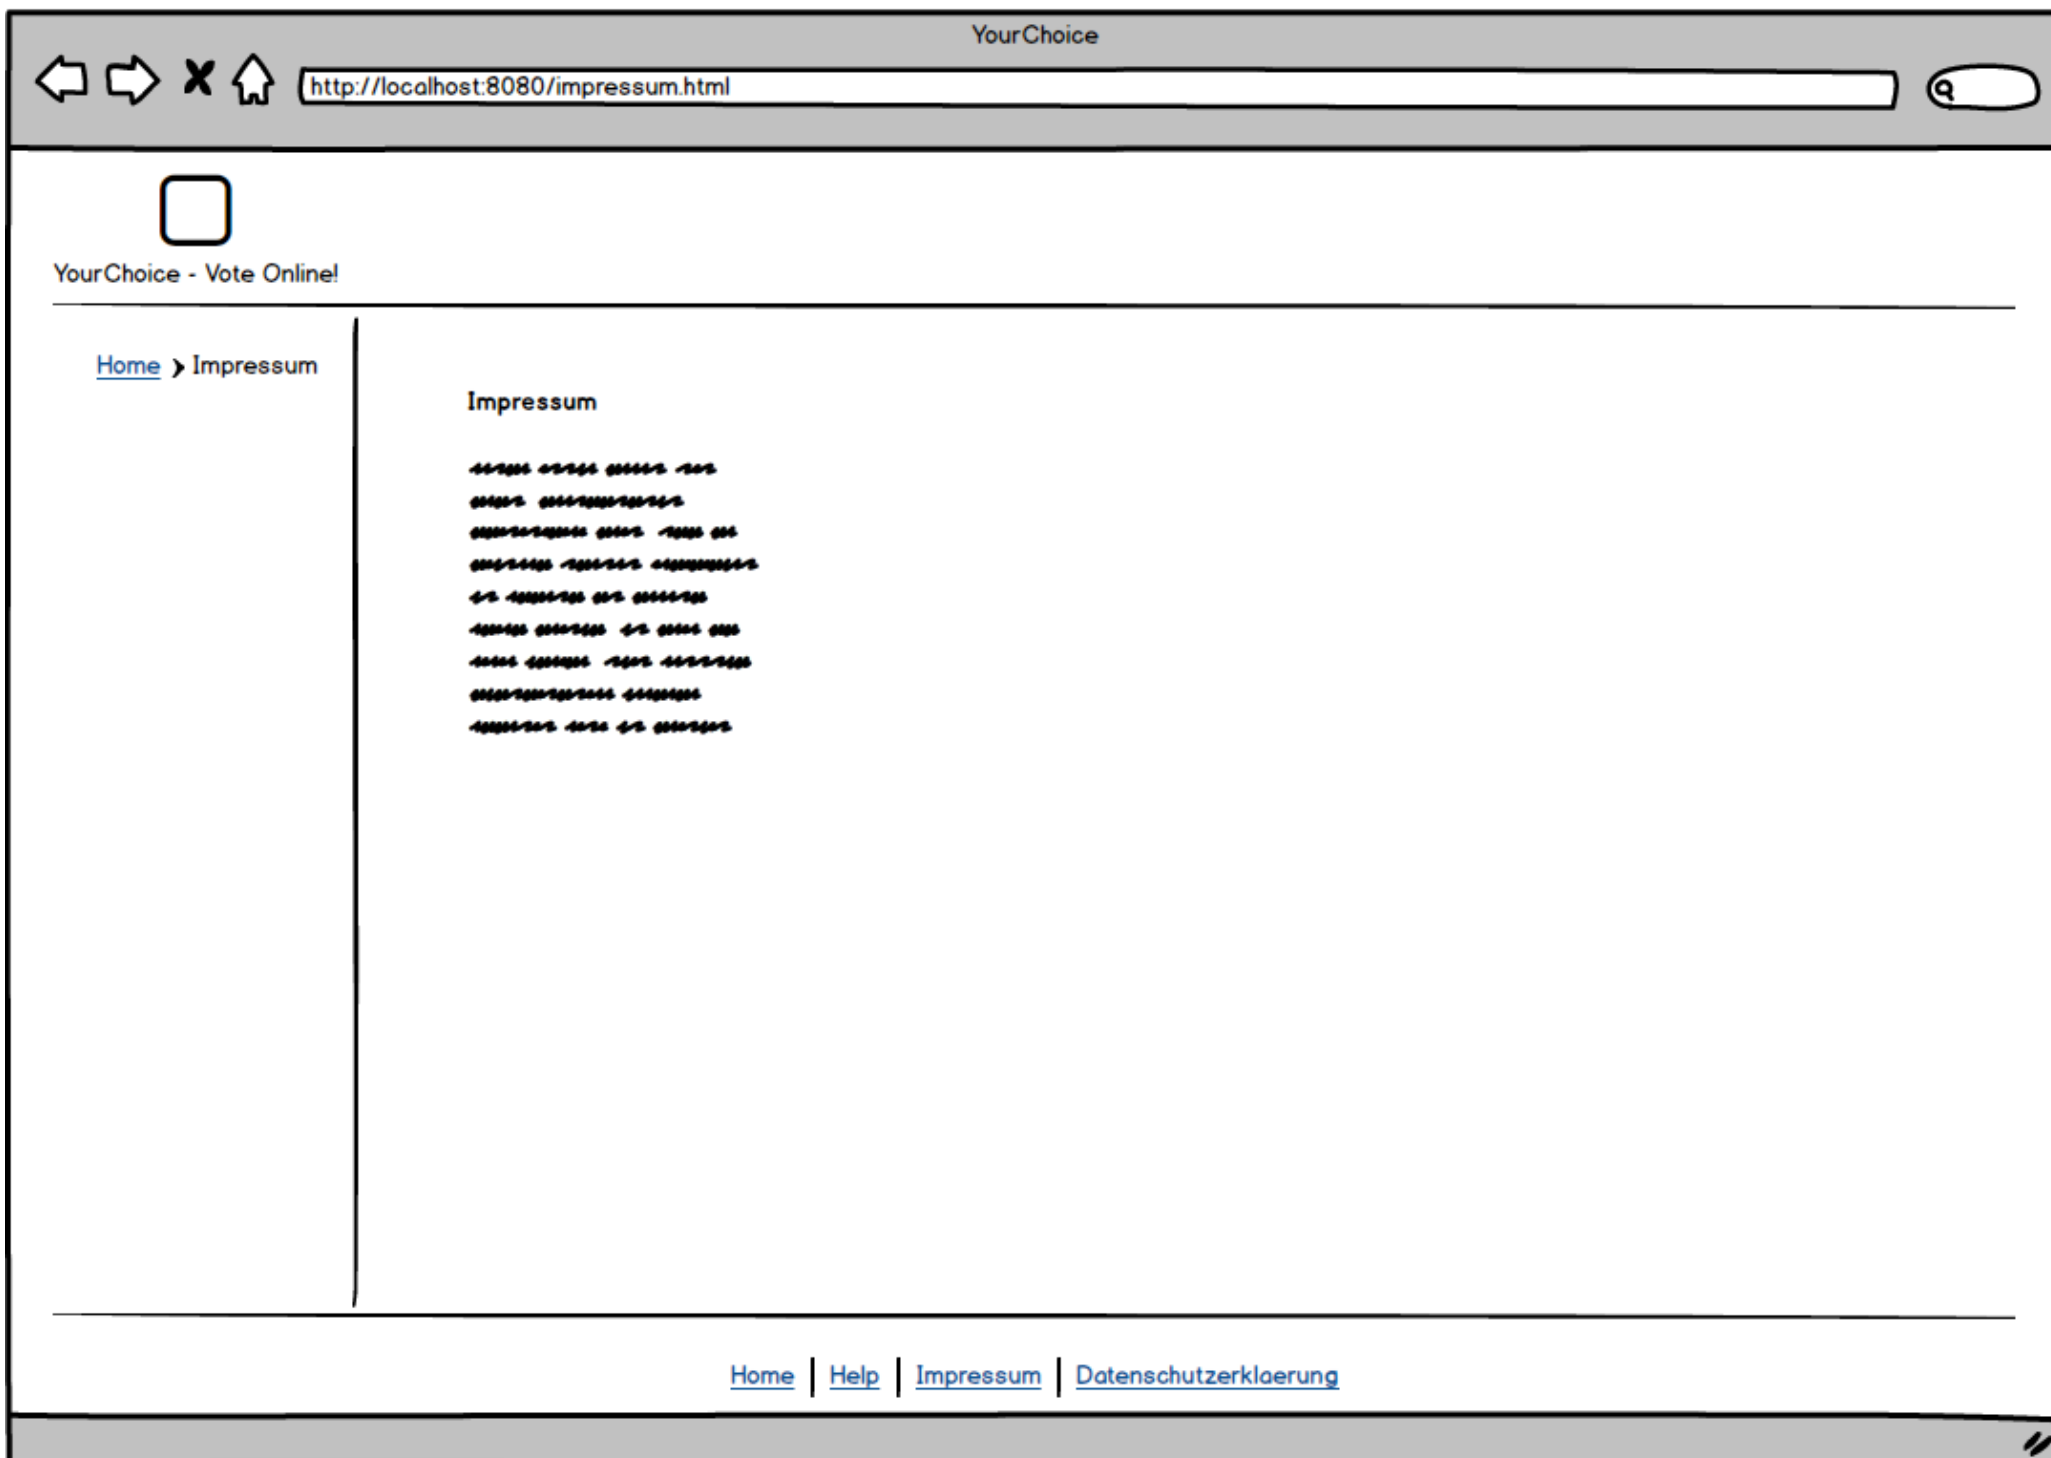 YourChoice
http://localhost:8080/impressum.html
YourChoice - Vote Online!
Home > Impressum
Impressum
Home | Help | Impressum | Datenschutzerklaerung